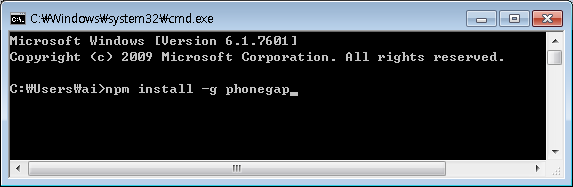 C:₩Windows₩system32₩cmd.exe
Microsoft Windows [Version 6.1.7601]
Copyright (c) 2009 Microsoft Corporation. All rights reserved.
C:₩Users₩ai>npm install -g phonegap